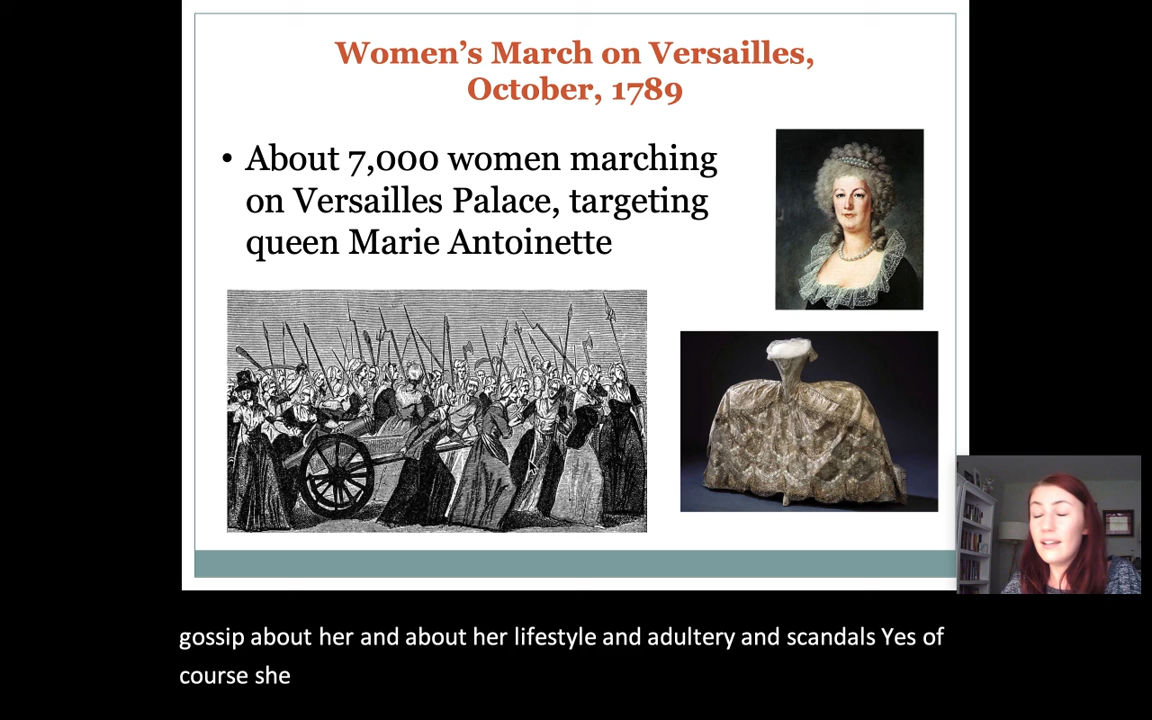 Women's March on Versailles,
October, 1789
• About 7,000 women marching
on Versailles Palace, targeting
queen Marie Antoinette
gossip about her and about her lifestyle and adultery and scandals Yes of
course she